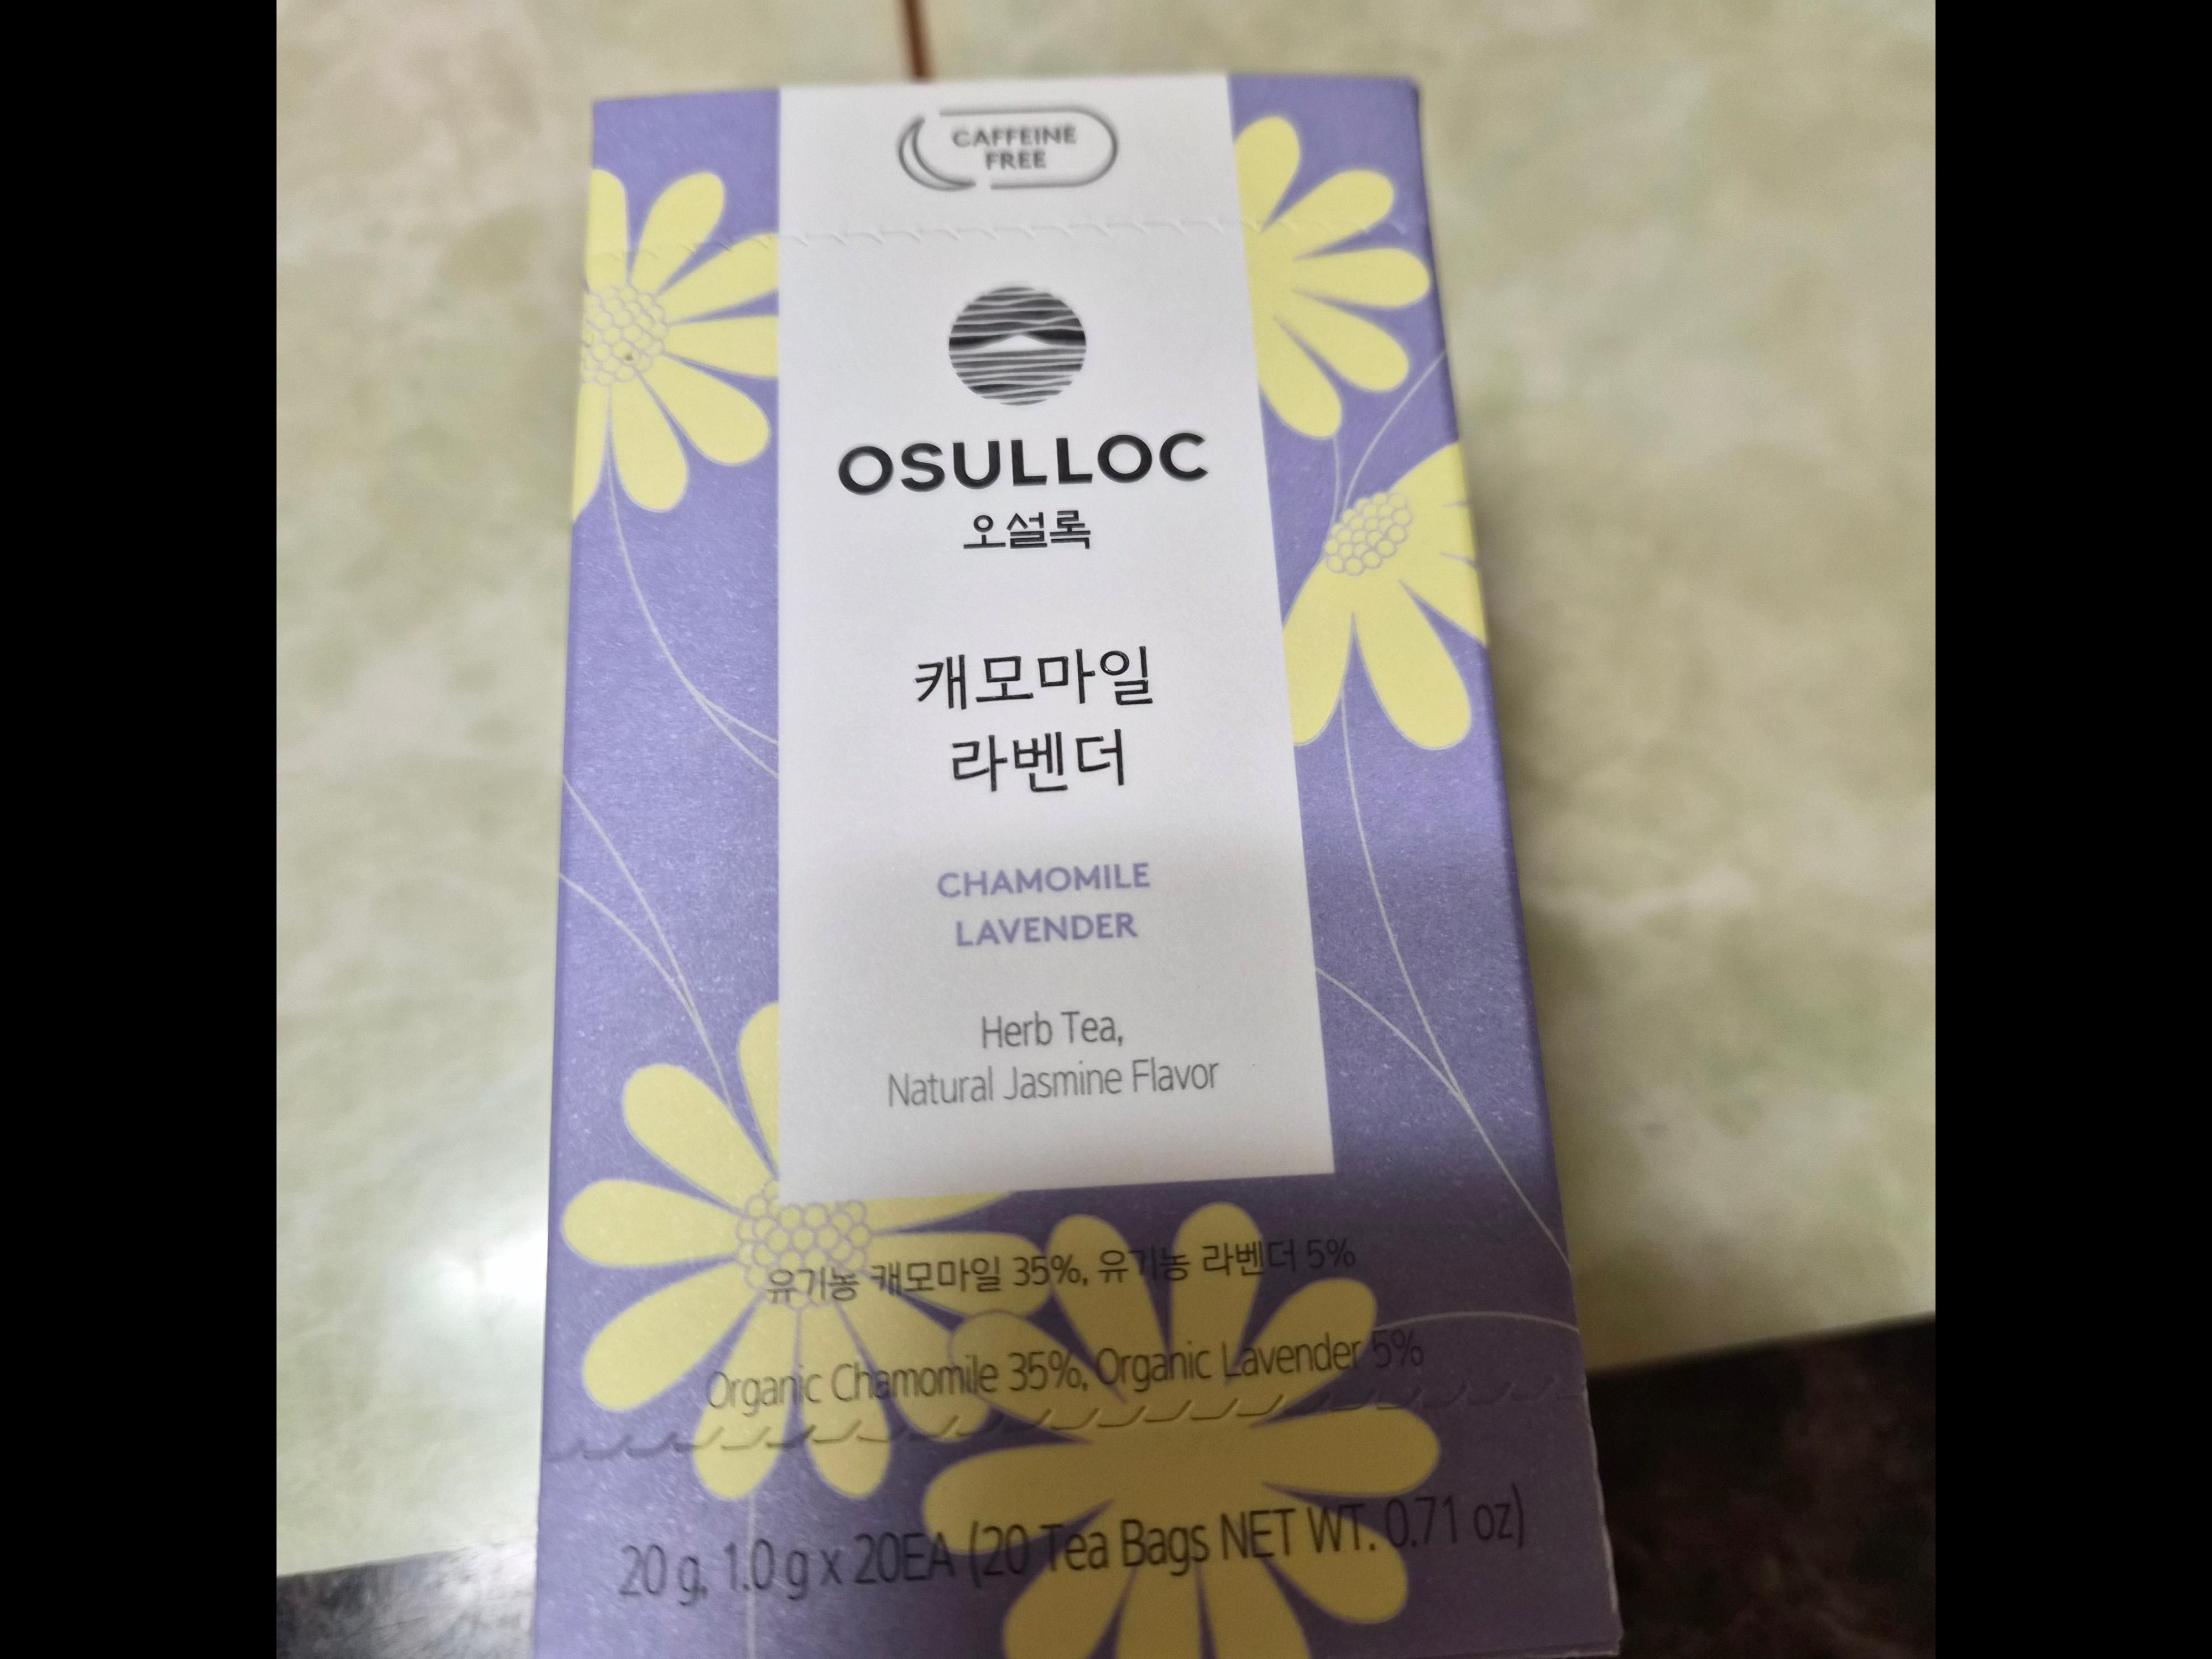 CAFFEINE
FREE
OSULLOC
오설록
캐모마일
라벤더
CHAMOMILE
LAVENDER
Herb Tea,
Natural Jasmine Flavor
유기농 캐모마일 35%, 유기농 라벤더 5%
Organic Chamomile 35%, Organic Lavender 5%
20 g, 1.0 g x 20EA (20 Tea Bags NET WT. 0.71 oz)